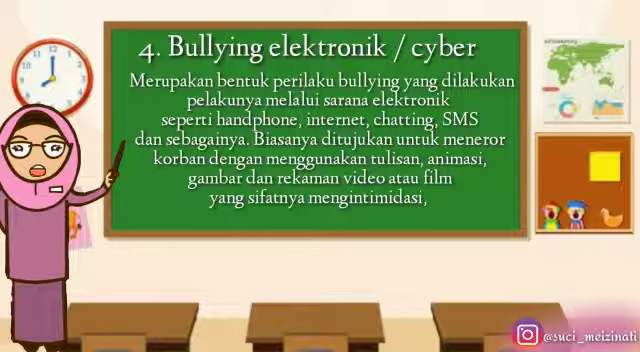 4. Bullying elektronik / cyber
Merupakan bentuk perilaku bullying yang dilakukan
pelakunya melalui sarana elektronik
seperti handphone, internet, chatting, SMS
dan sebagainya. Biasanya ditujukan untuk meneror
korban dengan menggunakan tulisan, animasi,
gambar dan rekaman video atau film
yang sifatnya mengintimidasi,
@suci_meizinati